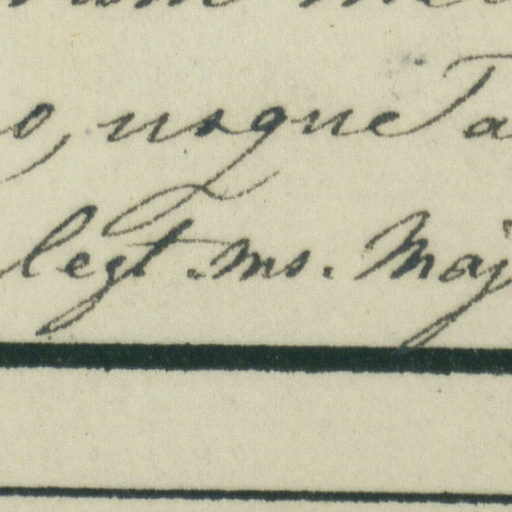 o, usque a
legt. ms. Maj